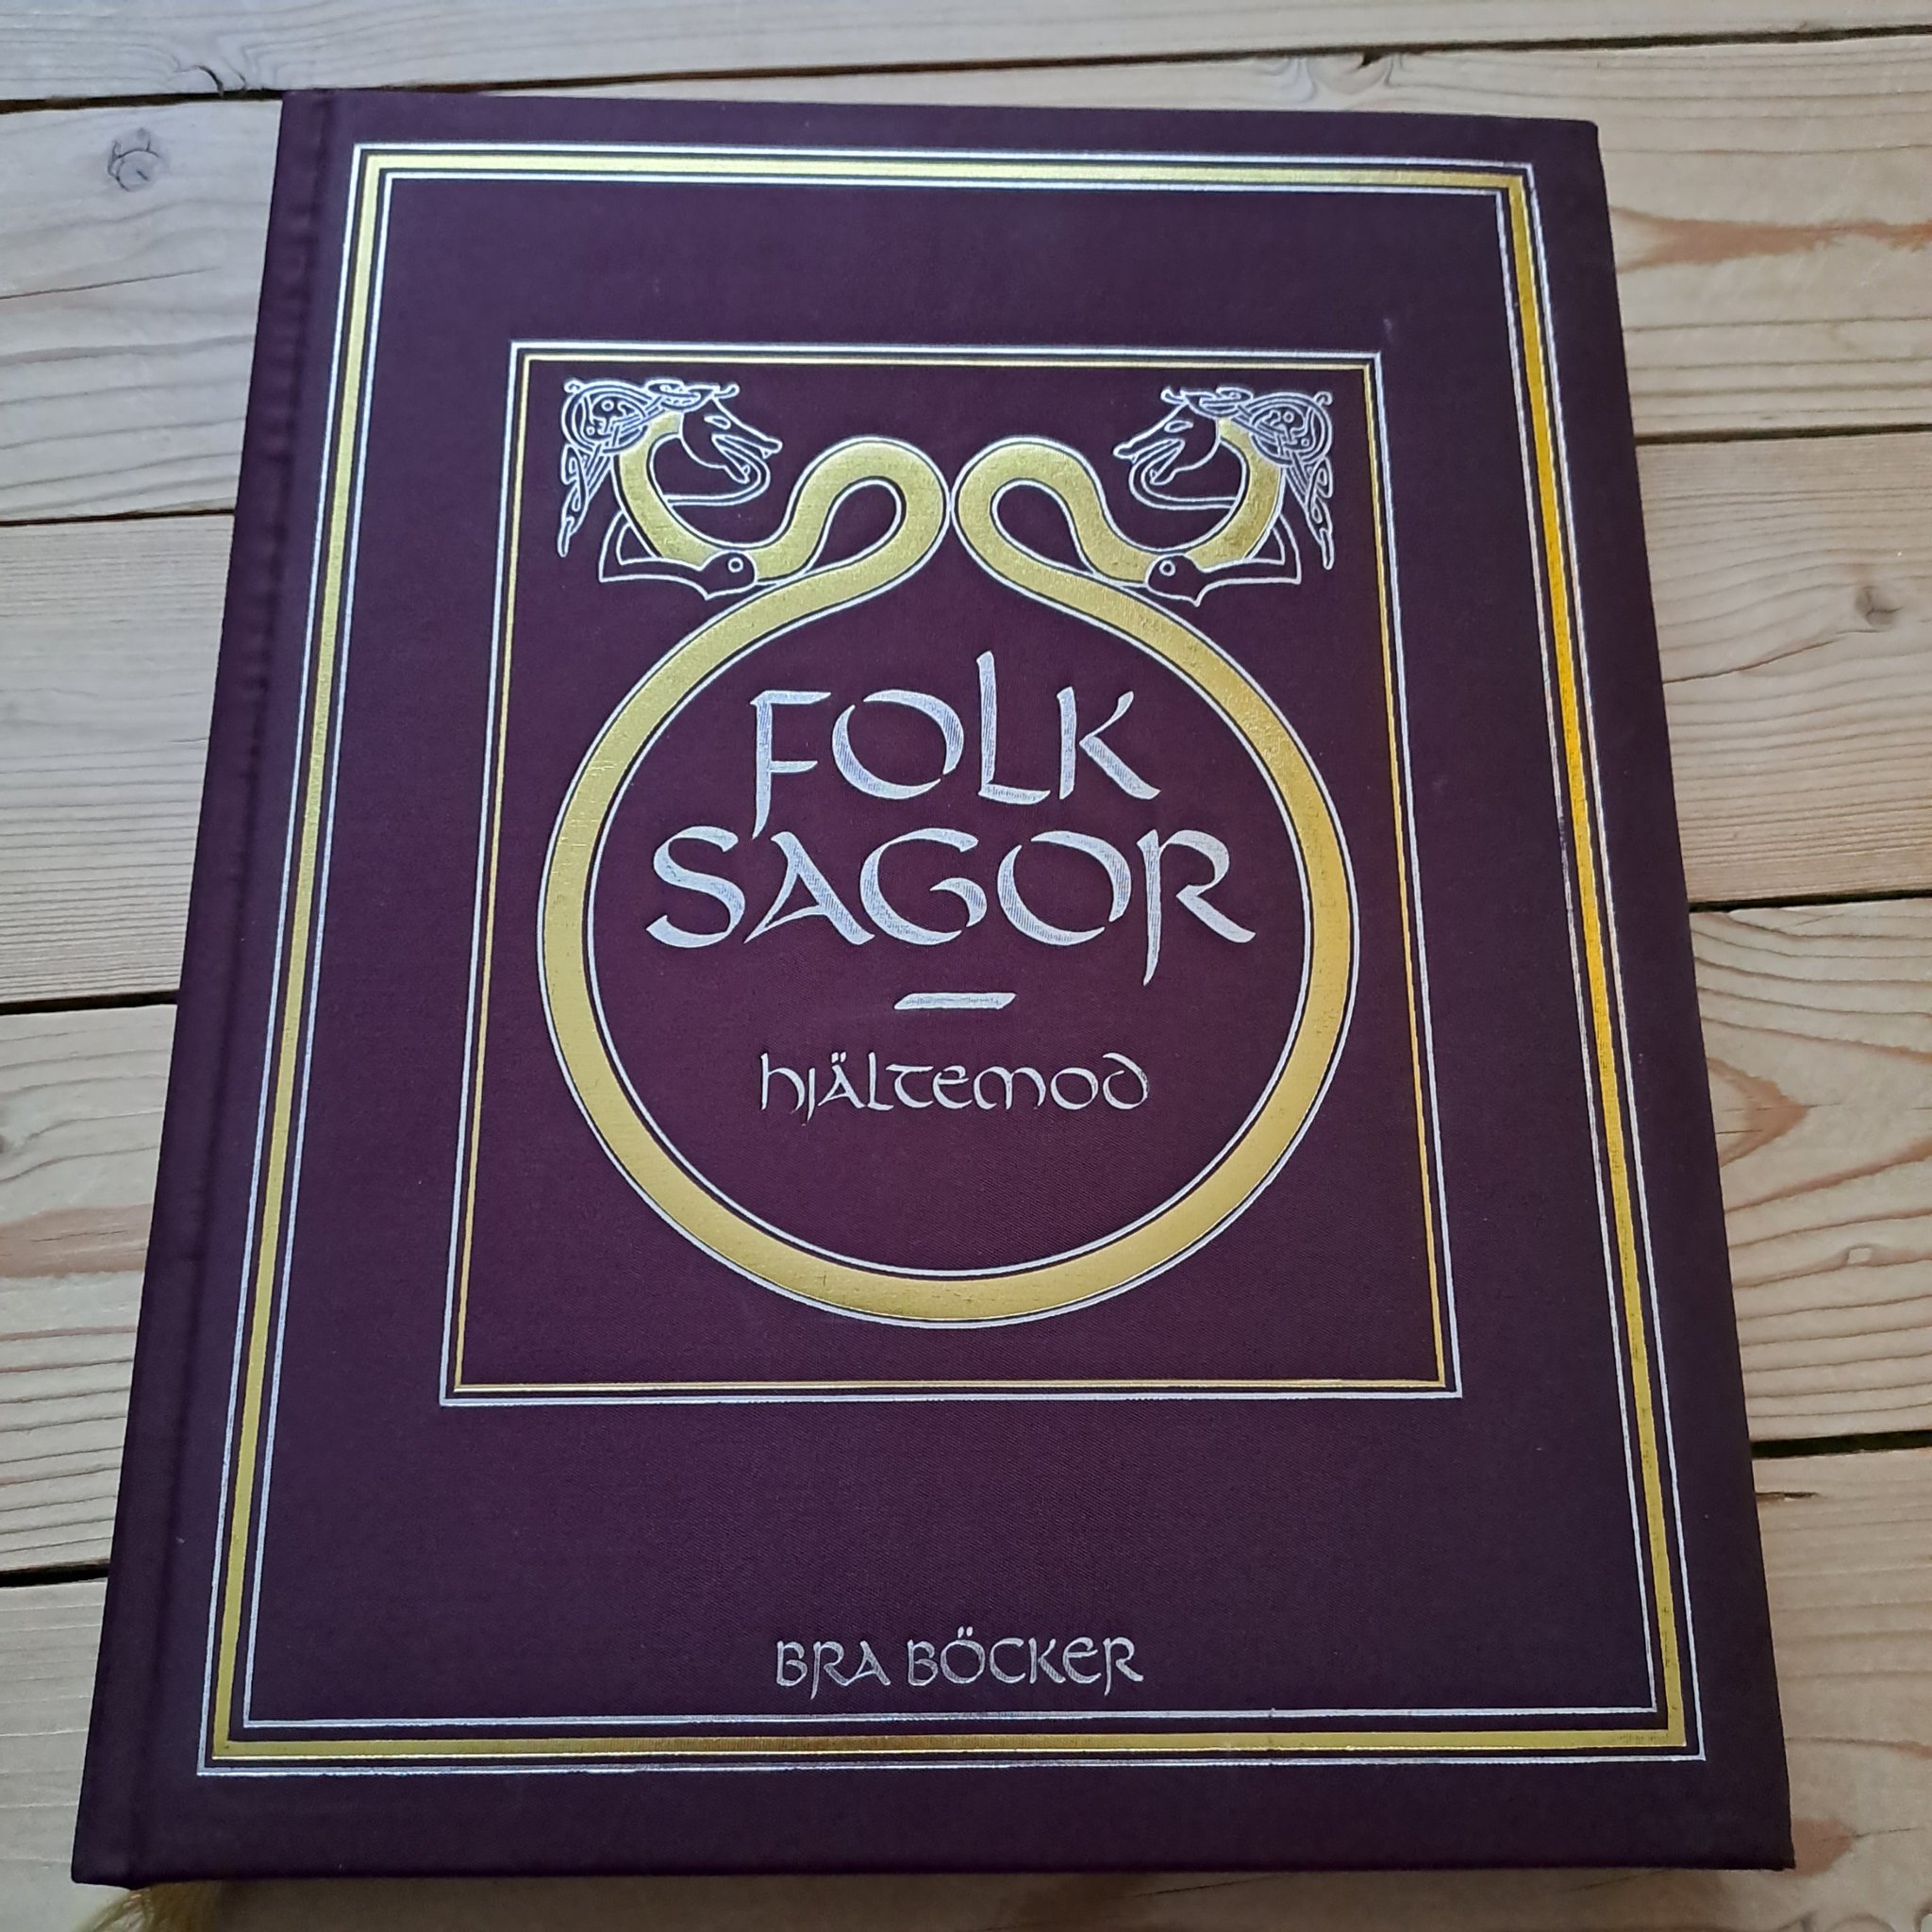 FOLK
SAGOR
—
hjältemod
BRA BÖCKER